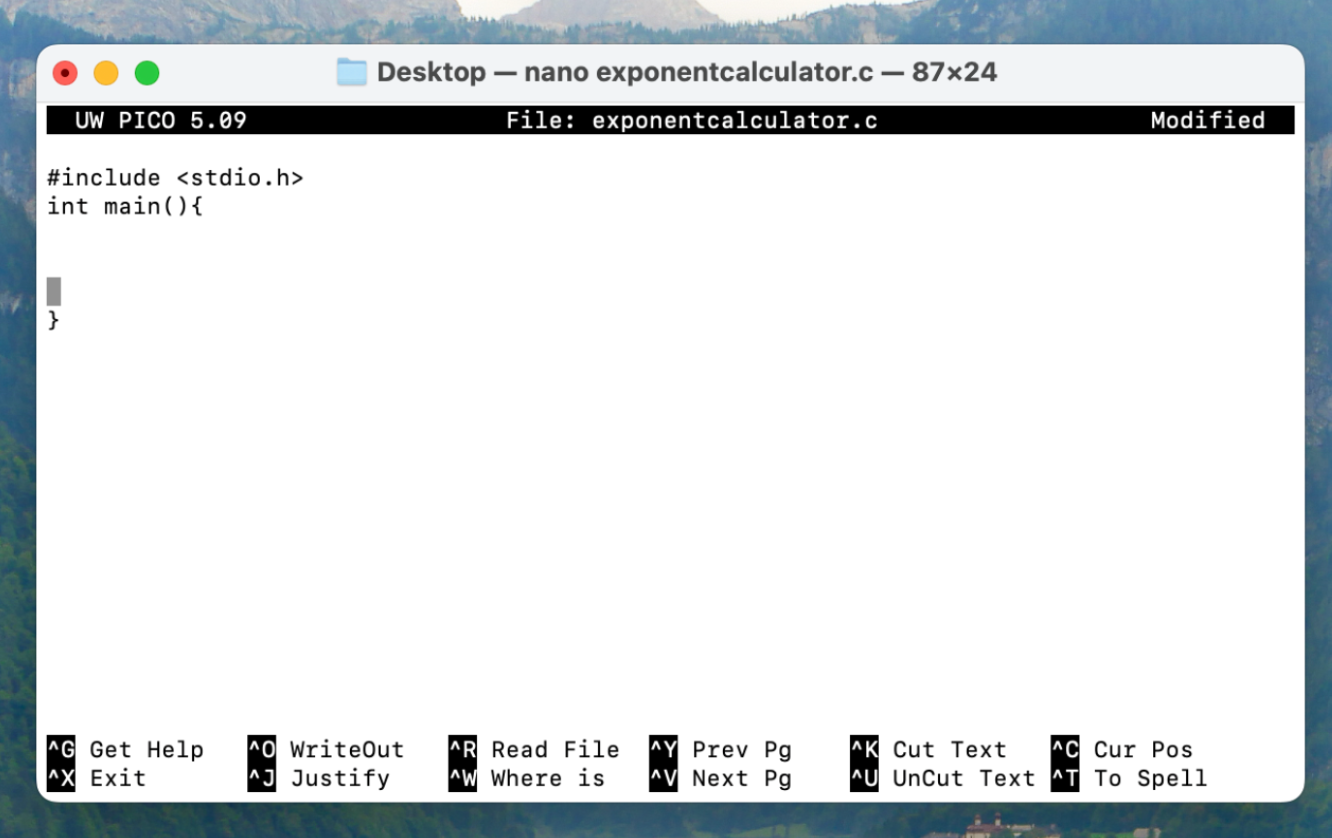 Desktop — nano exponentcalculator.c — 87×24
UW PICO 5.09 File: exponentcalculator.c Modified
#include <stdio.h>
int main(){
}
^G Get Help ^O WriteOut ^R Read File ^Y Prev Pg ^K Cut Text ^C Cur Pos
^X Exit ^J Justify ^W Where is ^V Next Pg ^U UnCut Text ^T To Spell